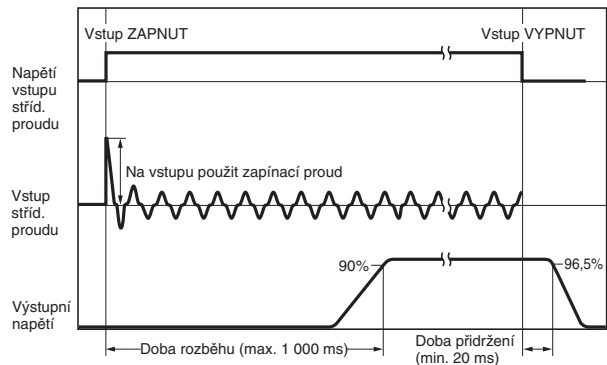 Vstup ZAPNUT
Vstup VYPNUT
Napětí
vstupu
stříd.
proudu
Na vstupu použit zapínací proud
Vstup
stříd.
proudu
90%
96,5%
Výstupní
napětí
Doba rozběhu (max. 1 000 ms)
Doba přidržení
(min. 20 ms)